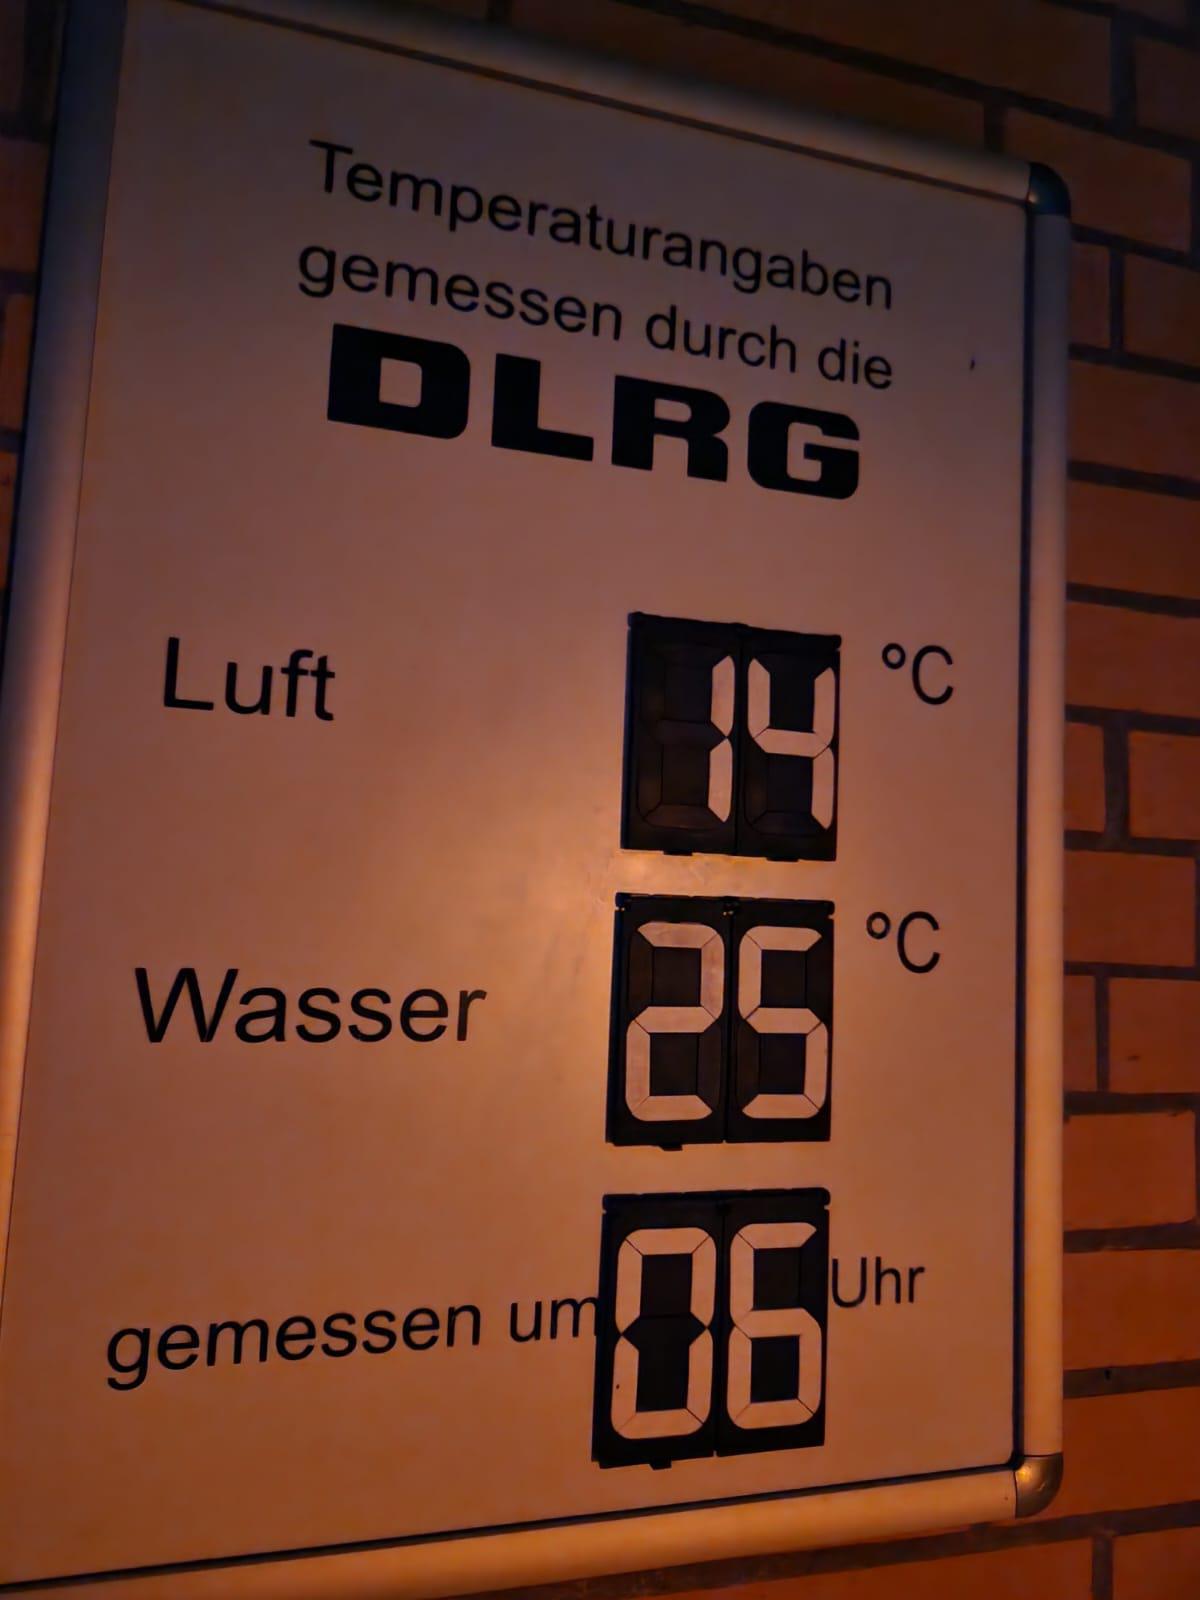 Temperaturangaben
gemessen durch die
DLRG
Luft 14 °C
Wasser 25 °C
gemessen um 06 Uhr